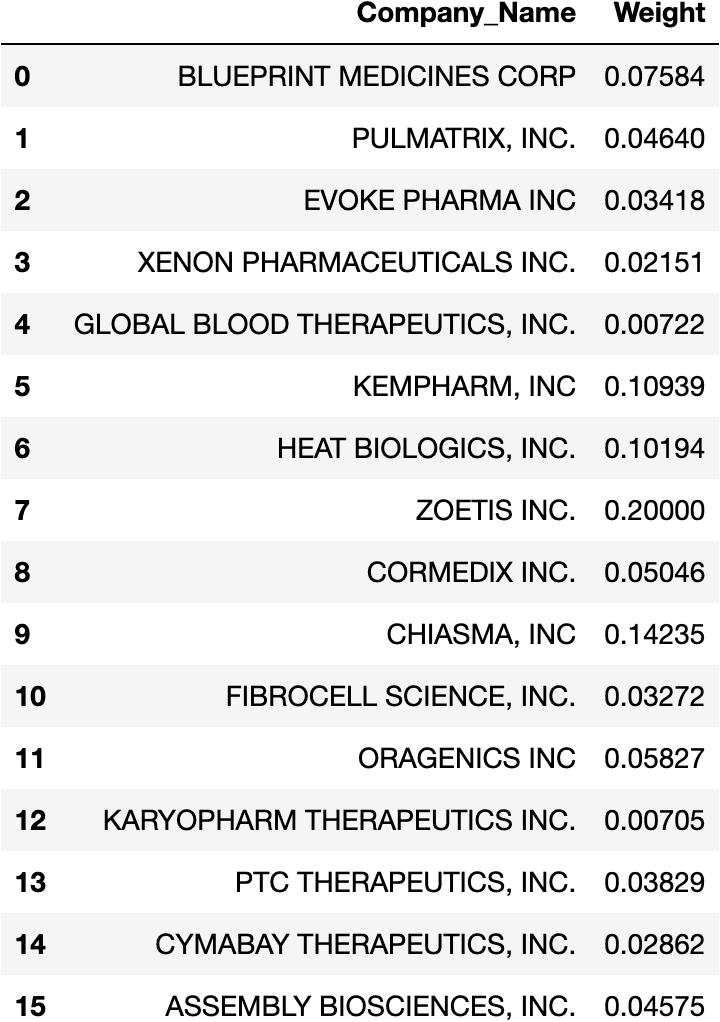 Company_Name Weight
0 BLUEPRINT MEDICINES CORP 0.07584
1 PULMATRIX, INC. 0.04640
2 EVOKE PHARMA INC 0.03418
3 XENON PHARMACEUTICALS INC. 0.02151
4 GLOBAL BLOOD THERAPEUTICS, INC. 0.00722
5 KEMPHARM, INC 0.10939
6 HEAT BIOLOGICS, INC. 0.10194
7 ZOETIS INC. 0.20000
8 CORMEDIX INC. 0.05046
9 CHIASMA, INC 0.14235
10 FIBROCELL SCIENCE, INC. 0.03272
11 ORAGENICS INC 0.05827
12 KARYOPHARM THERAPEUTICS INC. 0.00705
13 PTC THERAPEUTICS, INC. 0.03829
14 CYMABAY THERAPEUTICS, INC. 0.02862
15 ASSEMBLY BIOSCIENCES, INC. 0.04575